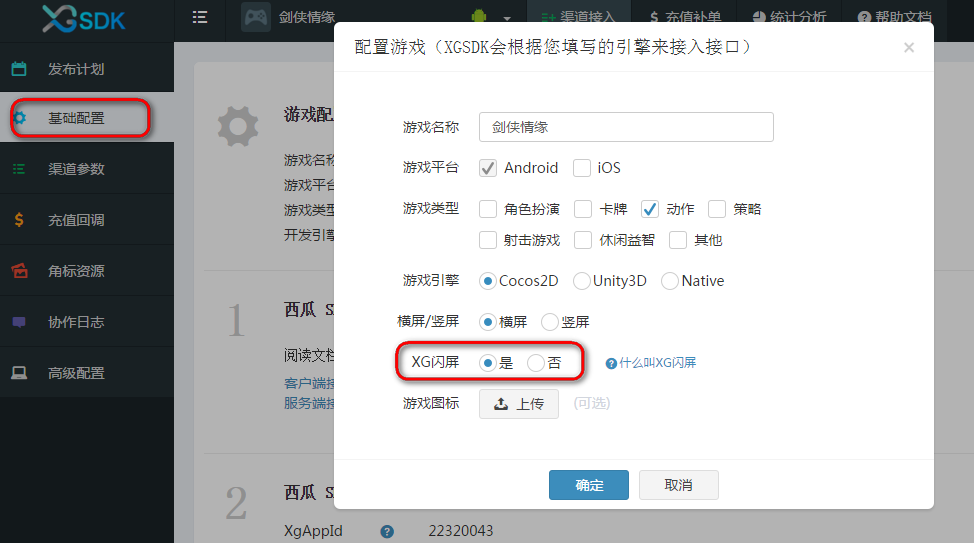 XGSDK
剑侠情缘
渠道接入
充值补单
统计分析
帮助文档
发布计划
基础配置
渠道参数
充值回调
角标资源
协作日志
高级配置
游戏配
游戏名称
游戏平台
游戏类型
开发引擎
1
西瓜 S
阅读文档
客户端接
服务端接
2
西瓜 S
XgAppId
22320043
配置游戏（XGSDK会根据您填写的引擎来接入接口）
×
游戏名称 剑侠情缘
游戏平台 Android iOS
游戏类型 角色扮演 卡牌 动作 策略
射击游戏 休闲益智 其他
游戏引擎 Cocos2D Unity3D Native
横屏/竖屏 横屏 竖屏
XG闪屏 是 否 什么叫XG闪屏
游戏图标 上传 (可选)
确定 取消